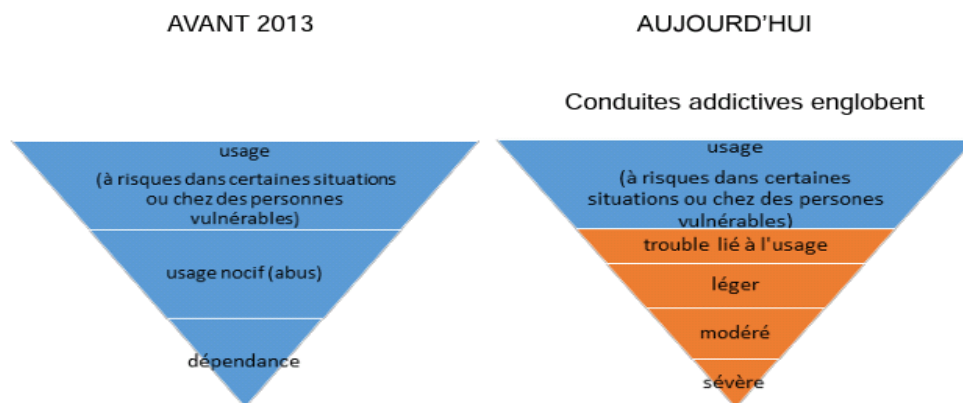 AVANT 2013
usage
(à risques dans certaines situations
ou chez des personnes
vulnérables)
usage nocif (abus)
dépendance
AUJOURD'HUI
Conduites addictives englobent
usage
(à risques dans certaines
situations ou chez des persones
vulnérables)
trouble lié à l'usage
léger
modéré
sévère